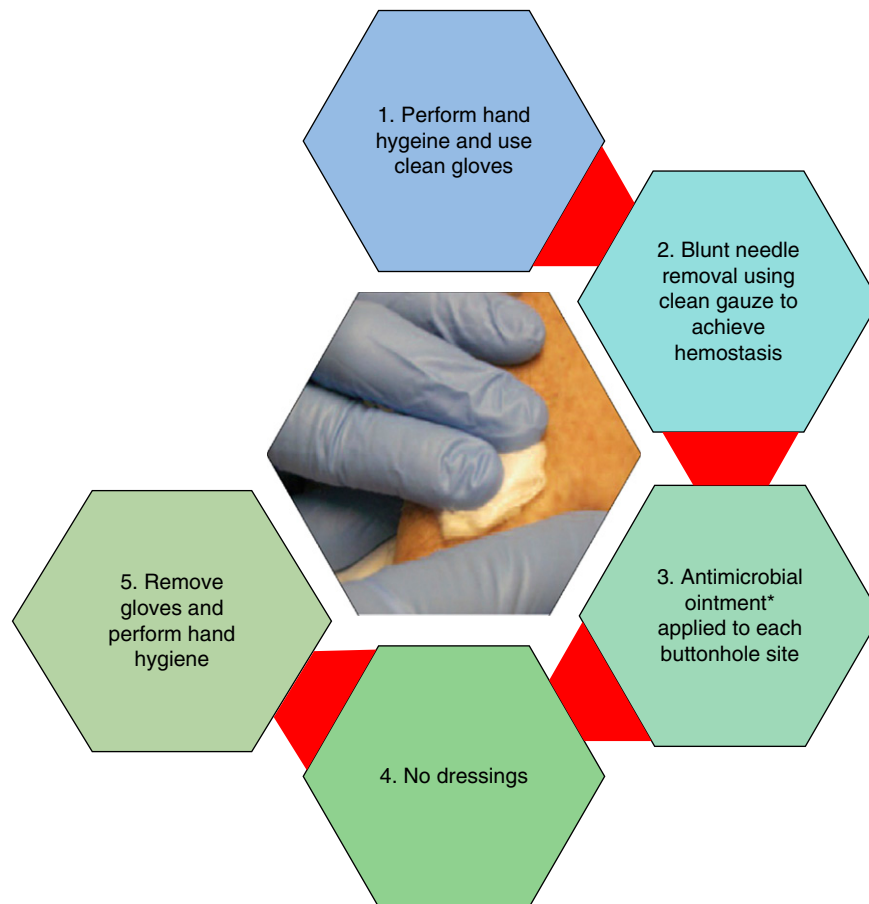 1. Perform hand
hygeine and use
clean gloves
2. Blunt needle
removal using
clean gauze to
achieve
hemostasis
3. Antimicrobial
ointment*
applied to each
buttonhole site
4. No dressings
5. Remove
gloves and
perform hand
hygiene